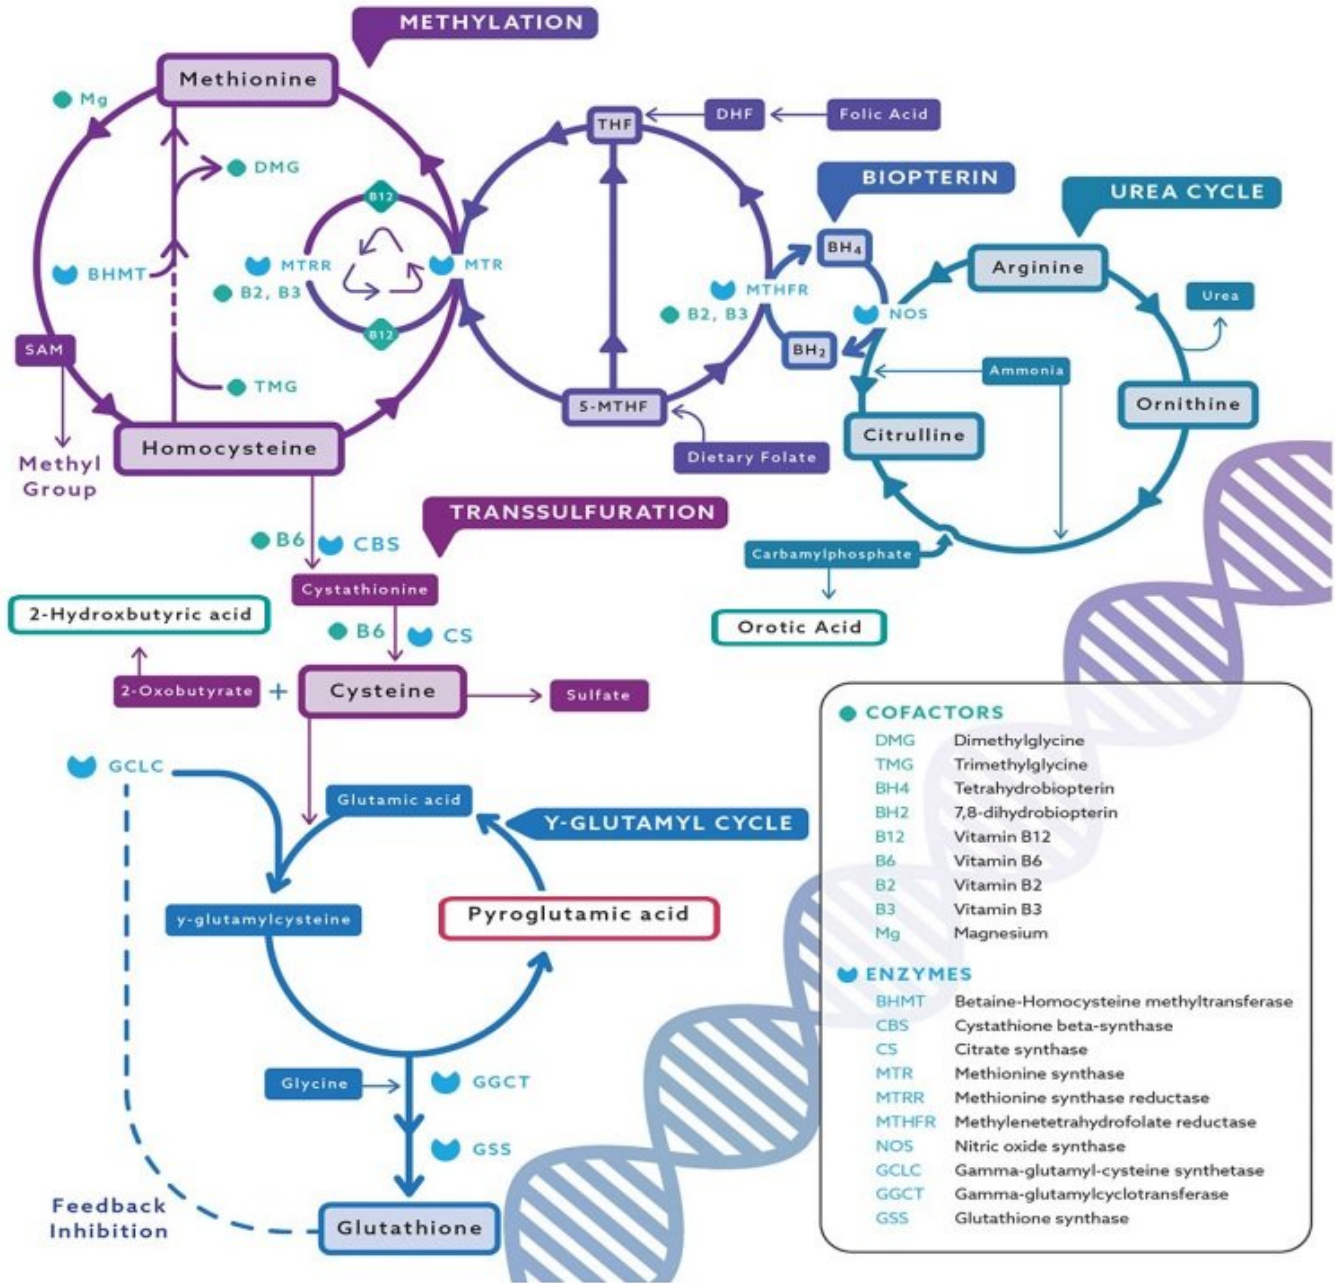 METHYLATION
Methionine
Mg
DMG
B12
BHMT
MTRR
B2, B3
MTR
B12
SAM
TMG
Homocysteine
Methyl
Group
THF
DHF
Folic Acid
MTHFR
B2, B3
5-MTHF
Dietary Folate
BIOPTERIN
BH4
NOS
BH2
UREA CYCLE
Arginine
Urea
Ammonia
Ornithine
Citrulline
Carbamylphosphate
Orotic Acid
TRANSSULFURATION
B6
CBS
Cystathionine
2-Hydroxbutyric acid
B6
CS
2-Oxobutyrate
+
Cysteine
Sulfate
GCLC
Glutamic acid
Y-GLUTAMYL CYCLE
y-glutamylcysteine
Pyroglutamic acid
Glycine
GGCT
GSS
Feedback
Inhibition
Glutathione
COFACTORS
DMG Dimethylglycine
TMG Trimethylglycine
BH4 Tetrahydrobiopterin
BH2 7,8-dihydrobiopterin
B12 Vitamin B12
B6 Vitamin B6
B2 Vitamin B2
B3 Vitamin B3
Mg Magnesium
ENZYMES
BHMT Betaine-Homocysteine methyltransferase
CBS Cystathione beta-synthase
CS Citrate synthase
MTR Methionine synthase
MTRR Methionine synthase reductase
MTHFR Methylenetetrahydrofolate reductase
NOS Nitric oxide synthase
GCLC Gamma-glutamyl-cysteine synthetase
GGCT Gamma-glutamylcyclotransferase
GSS Glutathione synthase